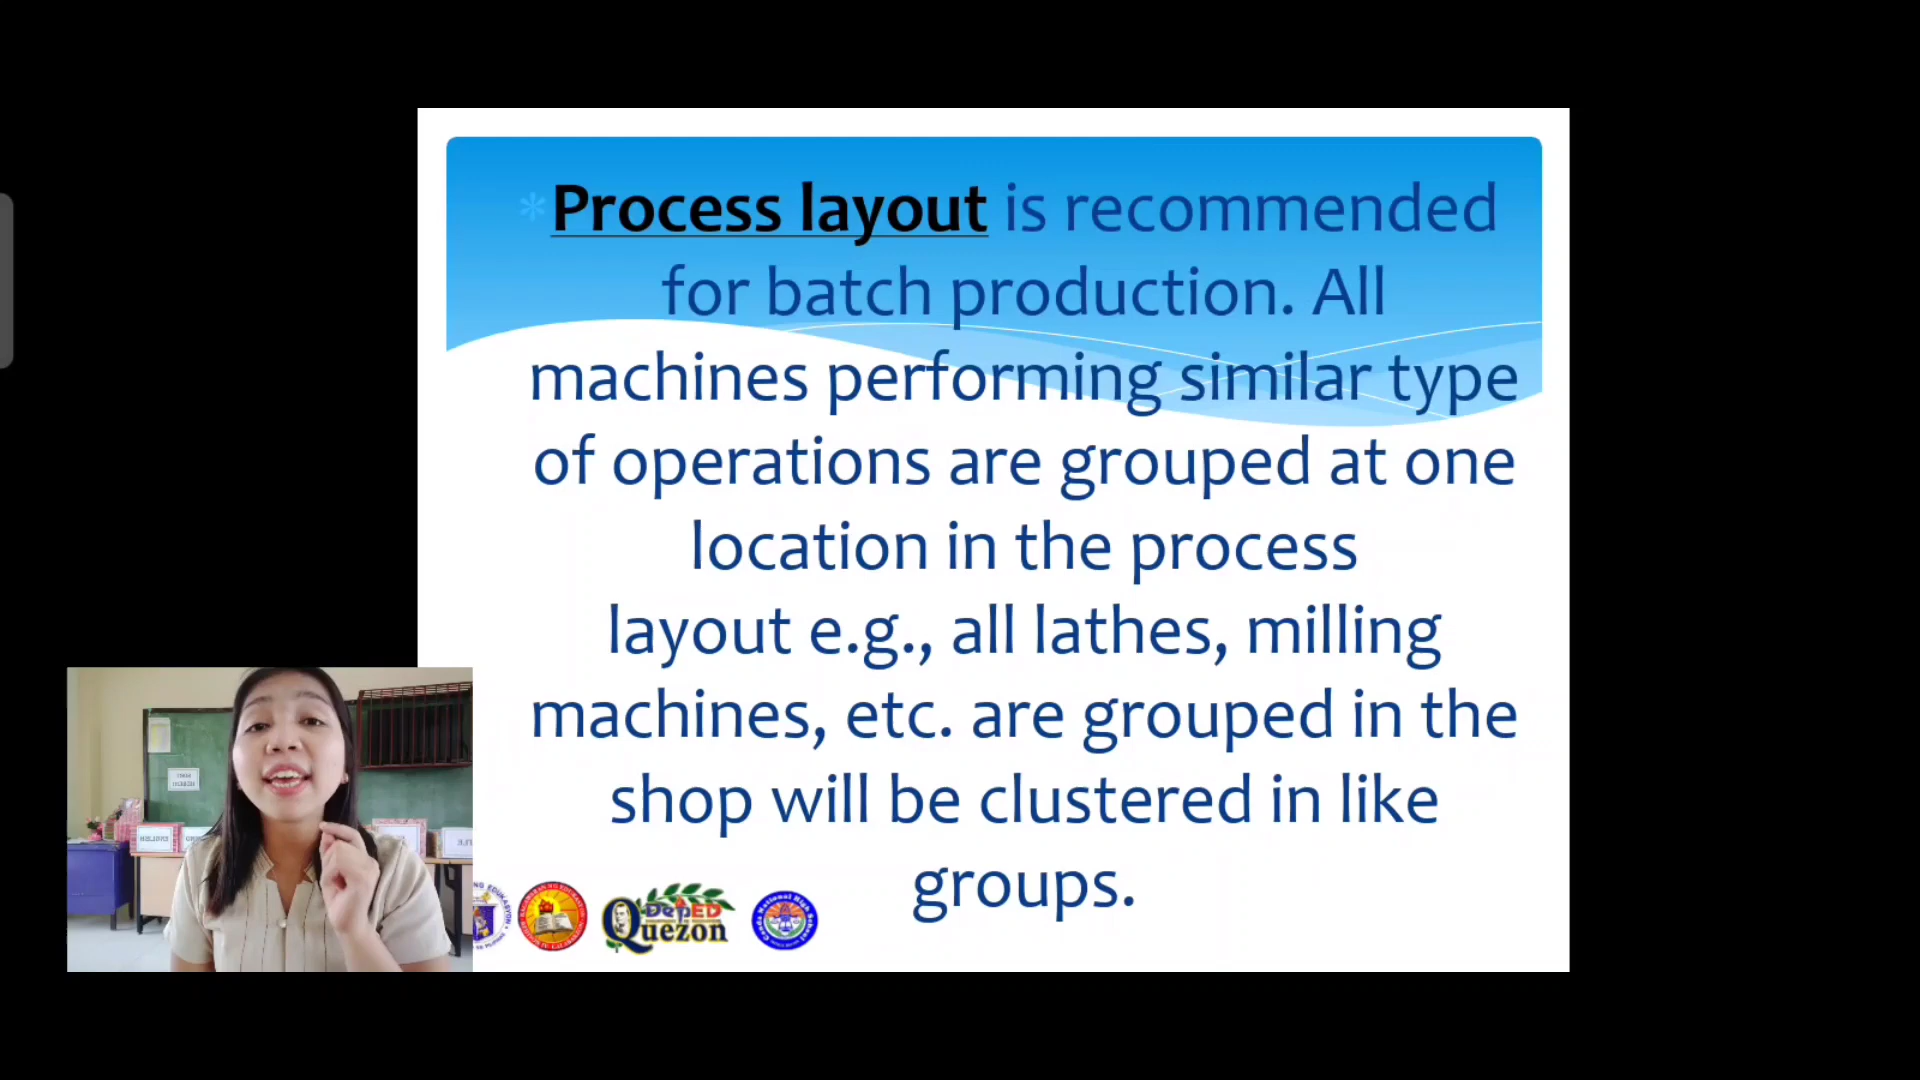 Process layout is recommended
for batch production. All
machines performing similar type
of operations are grouped at one
location in the process
layout e.g., all lathes, milling
machines, etc. are grouped in the
shop will be clustered in like
groups.
DepED
Quezon